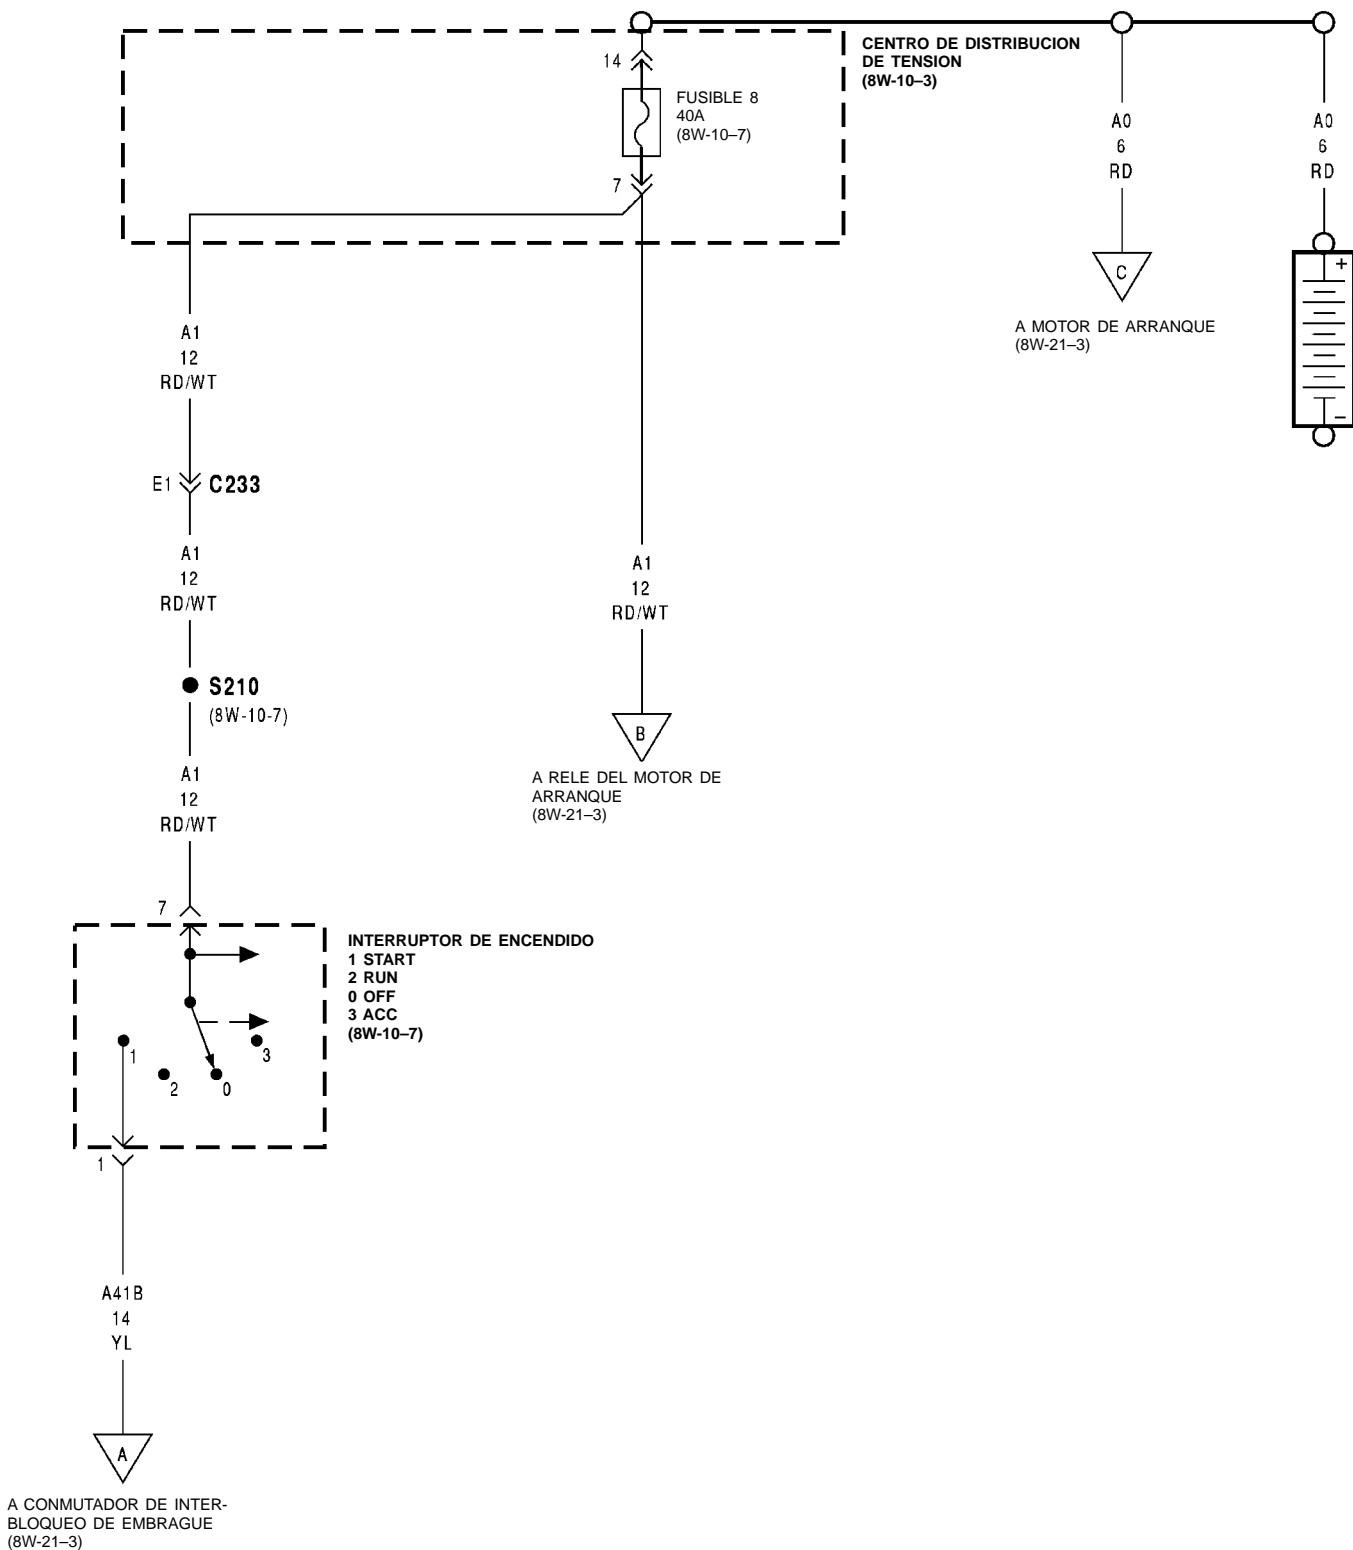 CENTRO DE DISTRIBUCION
DE TENSION
(8W-10–3)
14
FUSIBLE 8
40A
(8W-10–7)
7
A0
6
RD
A0
6
RD
C
+
–
A MOTOR DE ARRANQUE
(8W-21–3)
A1
12
RD/WT
E1
C233
A1
12
RD/WT
A1
12
RD/WT
S210
(8W-10-7)
B
A RELE DEL MOTOR DE
ARRANQUE
(8W-21–3)
A1
12
RD/WT
7
INTERRUPTOR DE ENCENDIDO
1 START
2 RUN
0 OFF
3 ACC
(8W-10–7)
1
2
0
3
1
A41B
14
YL
A
A CONMUTADOR DE INTER-
BLOQUEO DE EMBRAGUE
(8W-21–3)